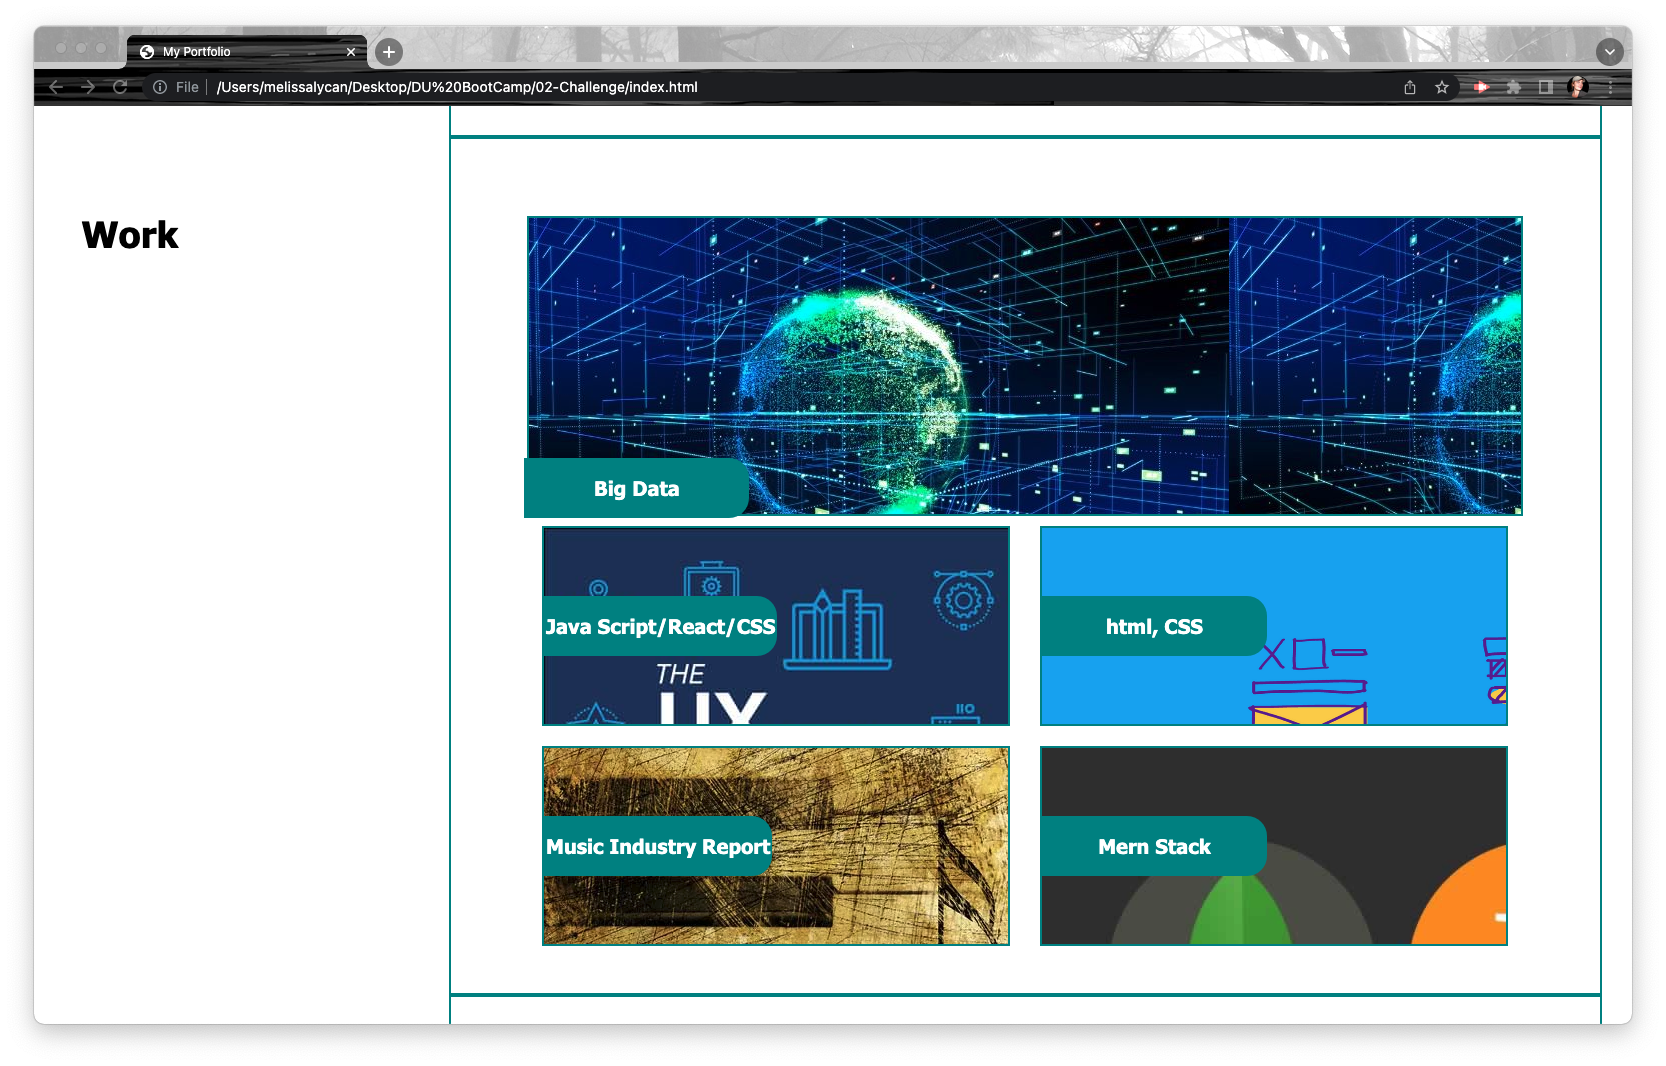 My Portfolio
File
/Users/melissalycan/Desktop/DU%20BootCamp/02-Challenge/index.html
Work
Big Data
Java Script/React/CSS
THE
UX
html, CSS
Music Industry Report
Mern Stack